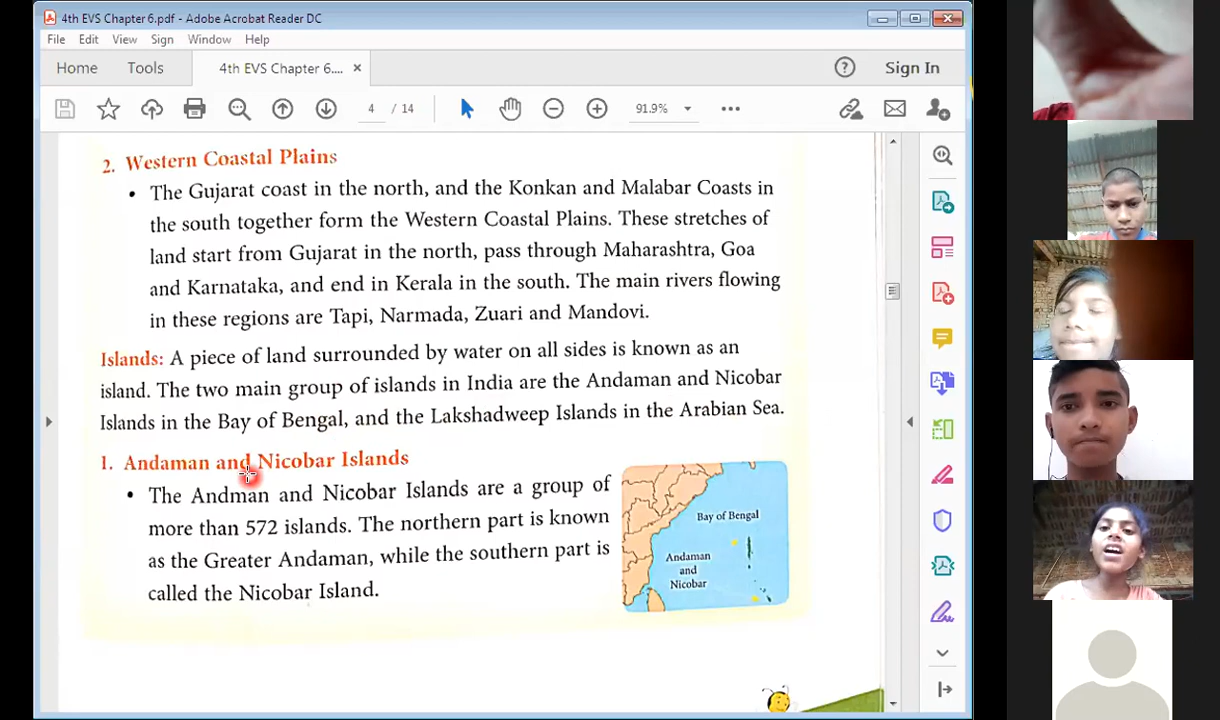 4th EVS Chapter 6.pdf - Adobe Acrobat Reader DC
File Edit View Sign Window Help
Home Tools 4th EVS Chapter 6.... × Sign In
4 / 14 91.9%
2. Western Coastal Plains
• The Gujarat coast in the north, and the Konkan and Malabar Coasts in
the south together form the Western Coastal Plains. These stretches of
land start from Gujarat in the north, pass through Maharashtra, Goa
and Karnataka, and end in Kerala in the south. The main rivers flowing
in these regions are Tapi, Narmada, Zuari and Mandovi.
Islands: A piece of land surrounded by water on all sides is known as an
island. The two main group of islands in India are the Andaman and Nicobar
Islands in the Bay of Bengal, and the Lakshadweep Islands in the Arabian Sea.
1. Andaman and Nicobar Islands
• The Andman and Nicobar Islands are a group of
more than 572 islands. The northern part is known
as the Greater Andaman, while the southern part is
called the Nicobar Island.
Bay of Bengal
Andaman
and
Nicobar